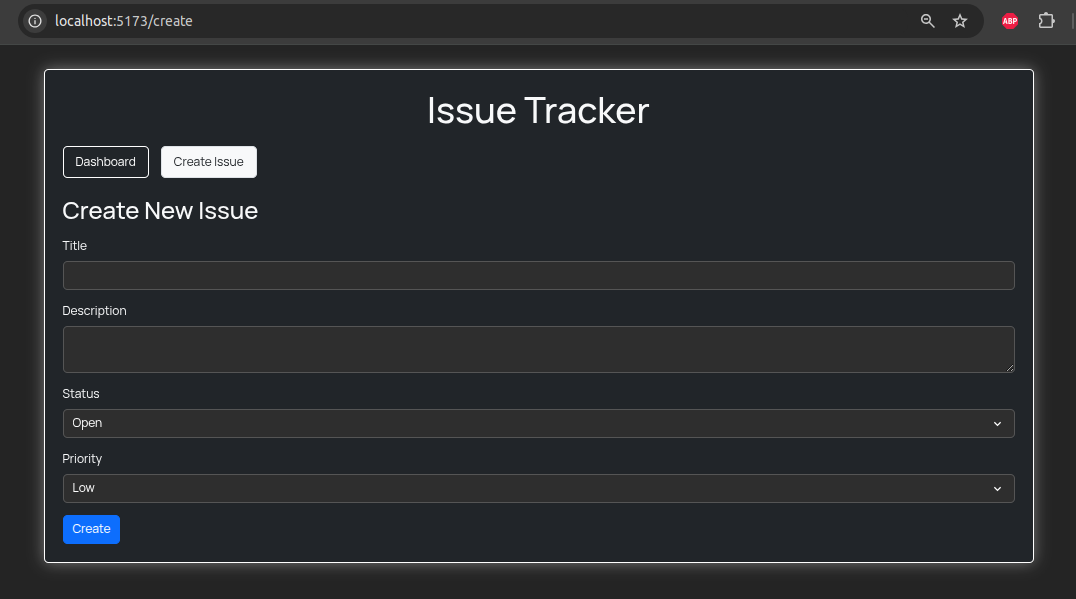 localhost:5173/create
ABP
Issue Tracker
Dashboard
Create Issue
Create New Issue
Title
Description
Status
Open
Priority
Low
Create